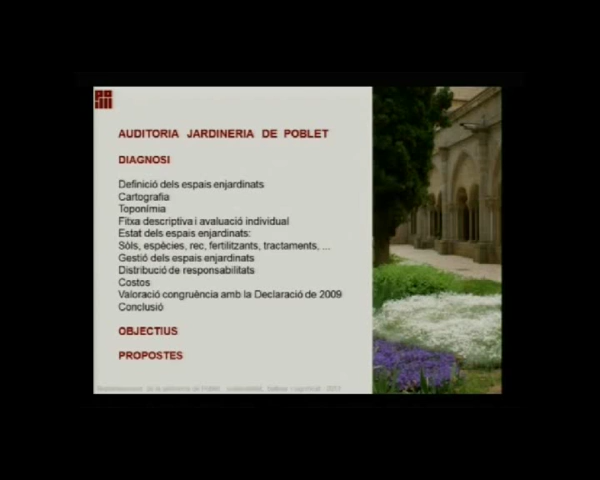 AUDITORIA JARDINERIA DE POBLET
DIAGNOSI
Definició dels espais enjardinats
Cartografia
Toponímia
Fitxa descriptiva i avaluació individual
Estat dels espais enjardinats:
Sòls, espècies, rec, fertilitzants, tractaments, ...
Gestió dels espais enjardinats
Distribució de responsabilitats
Costos
Valoració congruència amb la Declaració de 2009
Conclusió
OBJECTIUS
PROPOSTES